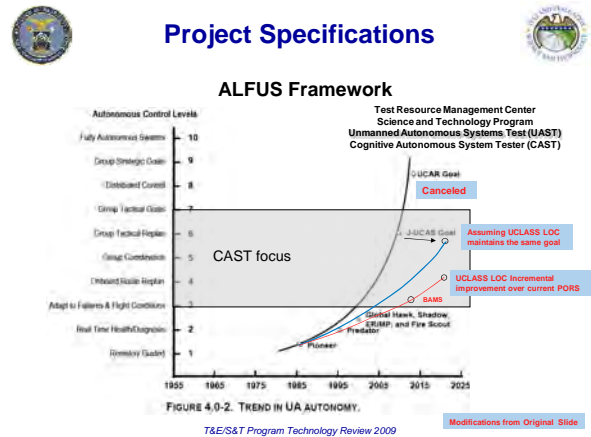 Project Specifications
ALFUS Framework
Test Resource Management Center
Science and Technology Program
Unmanned Autonomous Systems Test (UAST)
Cognitive Autonomous System Tester (CAST)
Autonomous Control Levels
Fully Autonomous Swarms 10
Group Strategic Goals 9
Distributed Control 8
Group Tactical Goals 7
Group Tactical Replan 6
Group Coordination 5
Onboard Route Replan 4
Adapt to Failures & Flight Conditions 3
Real Time Health/Diagnosis 2
Remotely Guided 1
UCAR Goal
Canceled
J-UCAS Goal
Assuming UCLASS LOC
maintains the same goal
CAST focus
UCLASS LOC Incremental
improvement over current PORS
BAMS
Global Hawk, Shadow,
ER/MP, and Fire Scout
Predator
Pioneer
1955 1965 1975 1985 1995 2005 2015 2025
FIGURE 4.0-2. TREND IN UA AUTONOMY.
Modifications from Original Slide
T&E/S&T Program Technology Review 2009